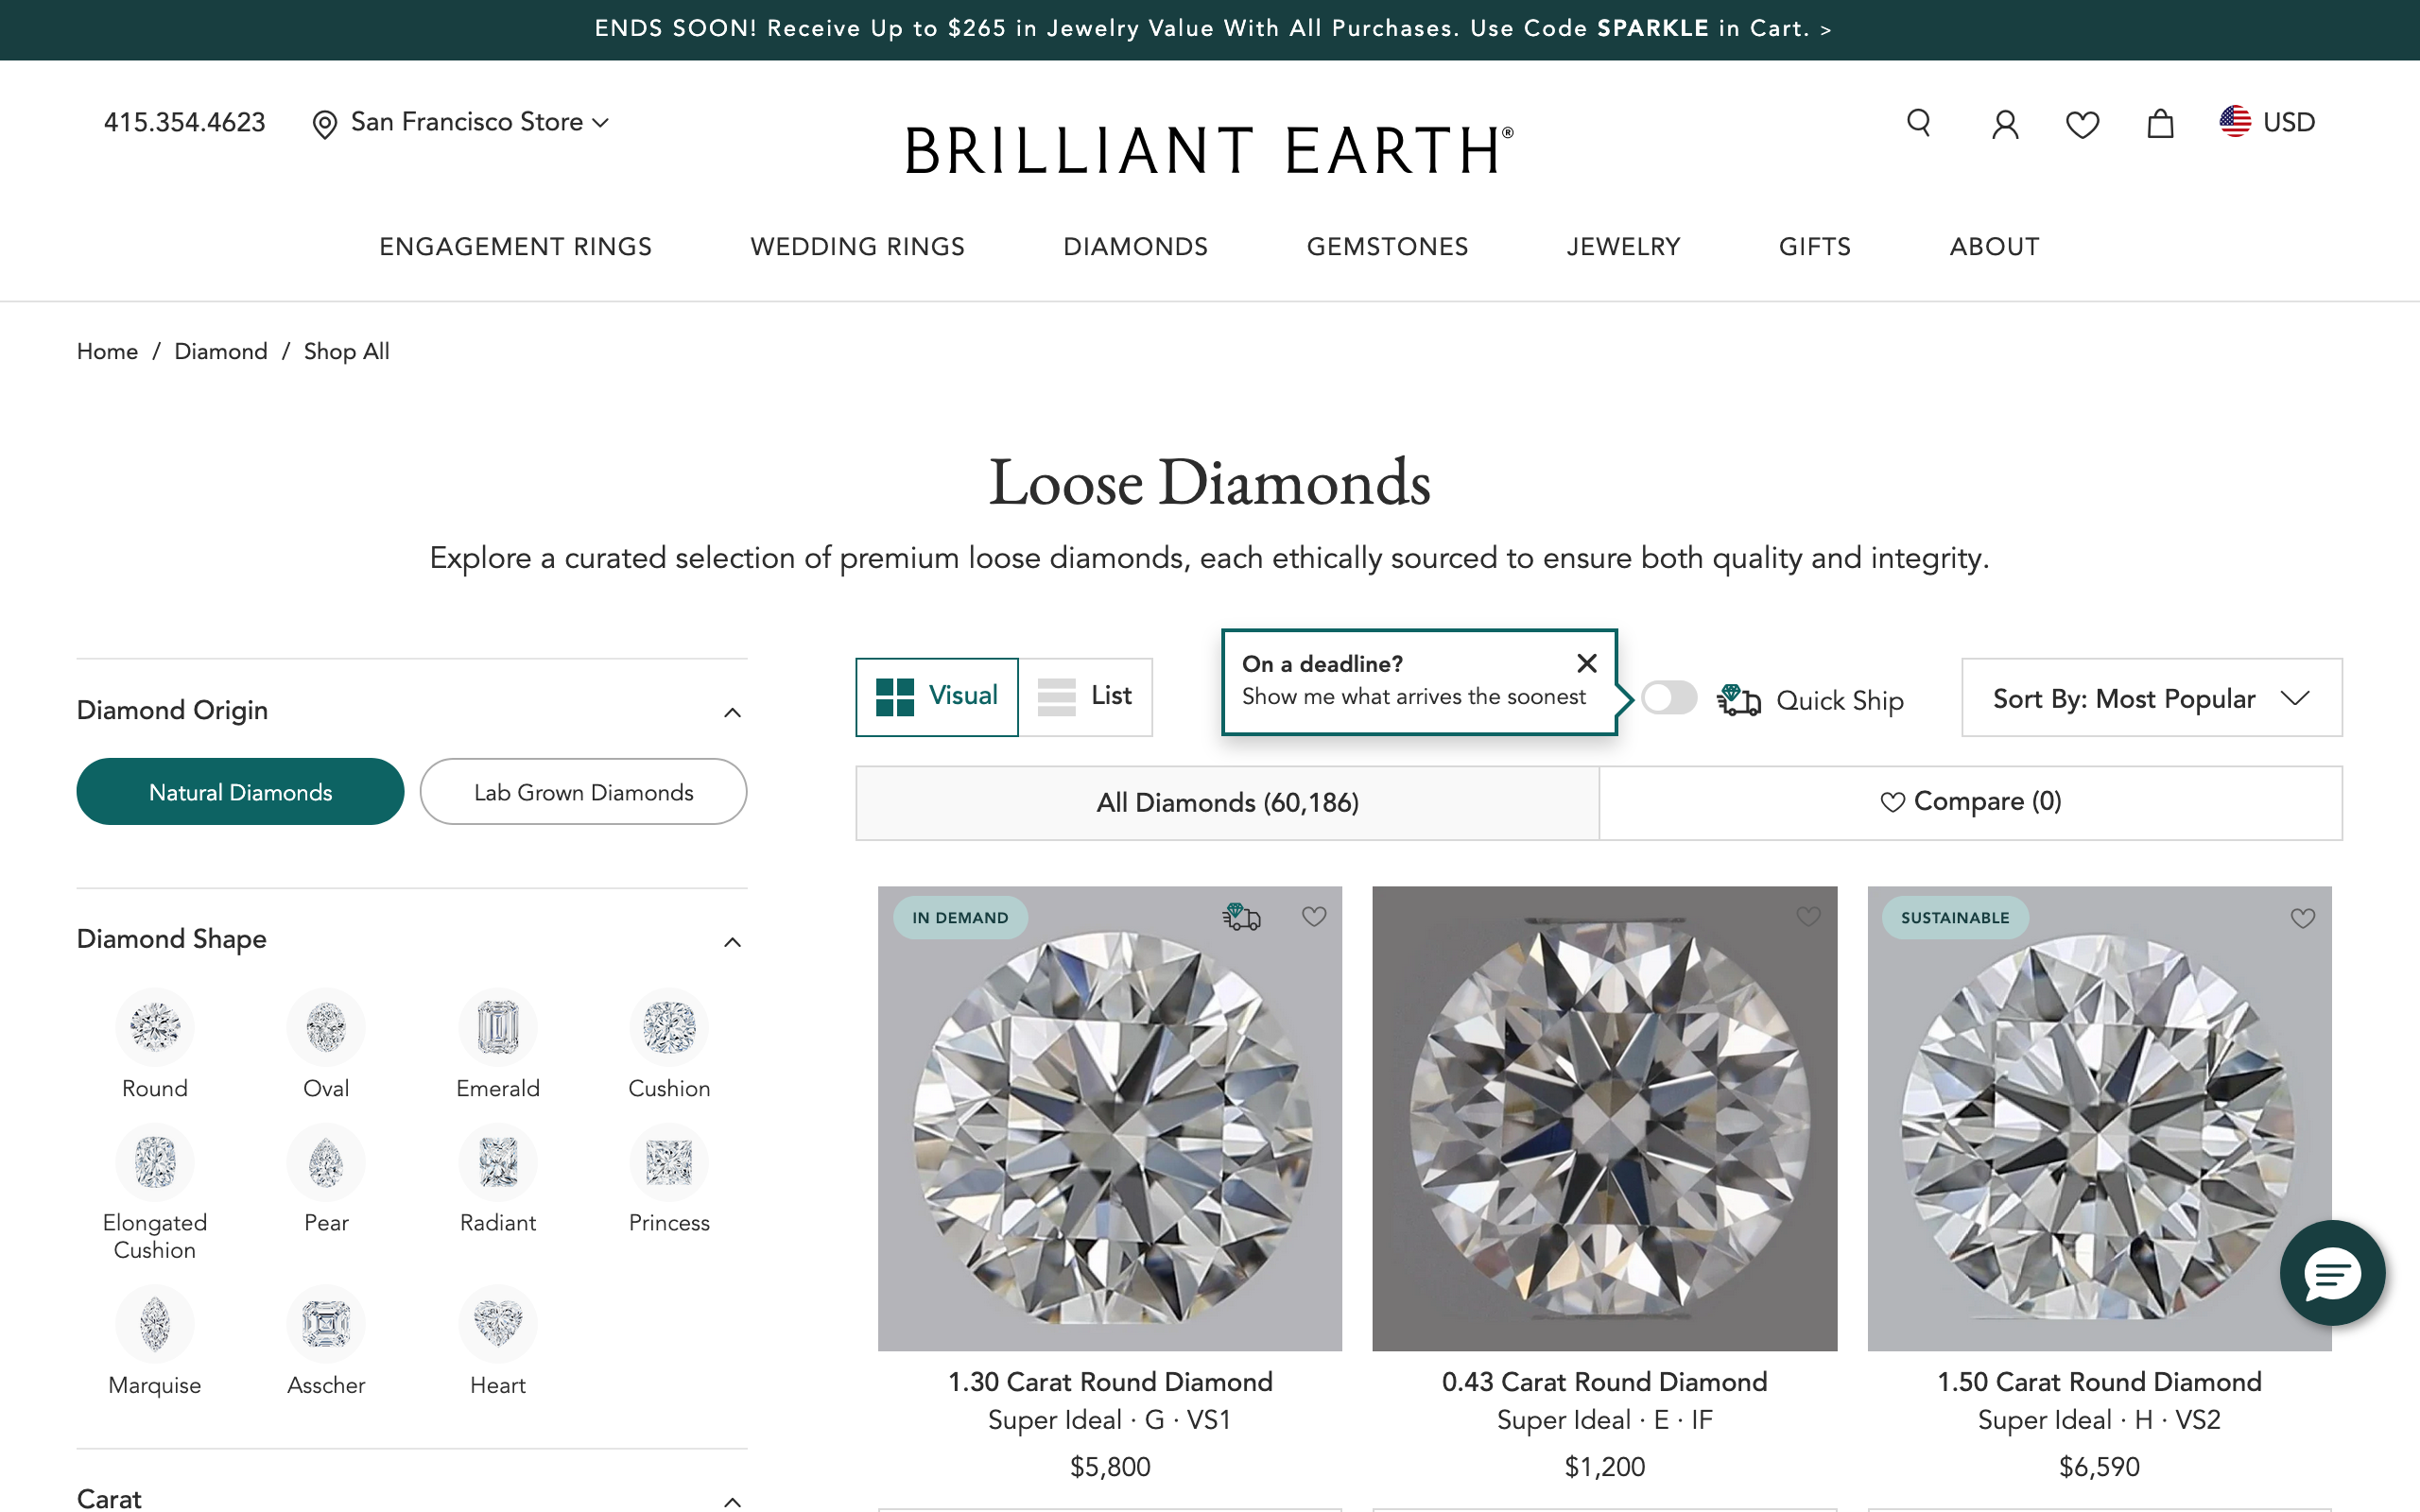 ENDS SOON! Receive Up to $265 in Jewelry Value With All Purchases. Use Code SPARKLE in Cart. >
415.354.4623
San Francisco Store
BRILLIANT EARTH®
USD
ENGAGEMENT RINGS
WEDDING RINGS
DIAMONDS
GEMSTONES
JEWELRY
GIFTS
ABOUT
Home / Diamond / Shop All
Loose Diamonds
Explore a curated selection of premium loose diamonds, each ethically sourced to ensure both quality and integrity.
Diamond Origin
Natural Diamonds
Lab Grown Diamonds
Diamond Shape
Round
Oval
Emerald
Cushion
Elongated
Cushion
Pear
Radiant
Princess
Marquise
Asscher
Heart
Carat
Visual
List
On a deadline?
Show me what arrives the soonest
Quick Ship
Sort By: Most Popular
All Diamonds (60,186)
Compare (0)
IN DEMAND
1.30 Carat Round Diamond
Super Ideal · G · VS1
$5,800
0.43 Carat Round Diamond
Super Ideal · E · IF
$1,200
SUSTAINABLE
1.50 Carat Round Diamond
Super Ideal · H · VS2
$6,590